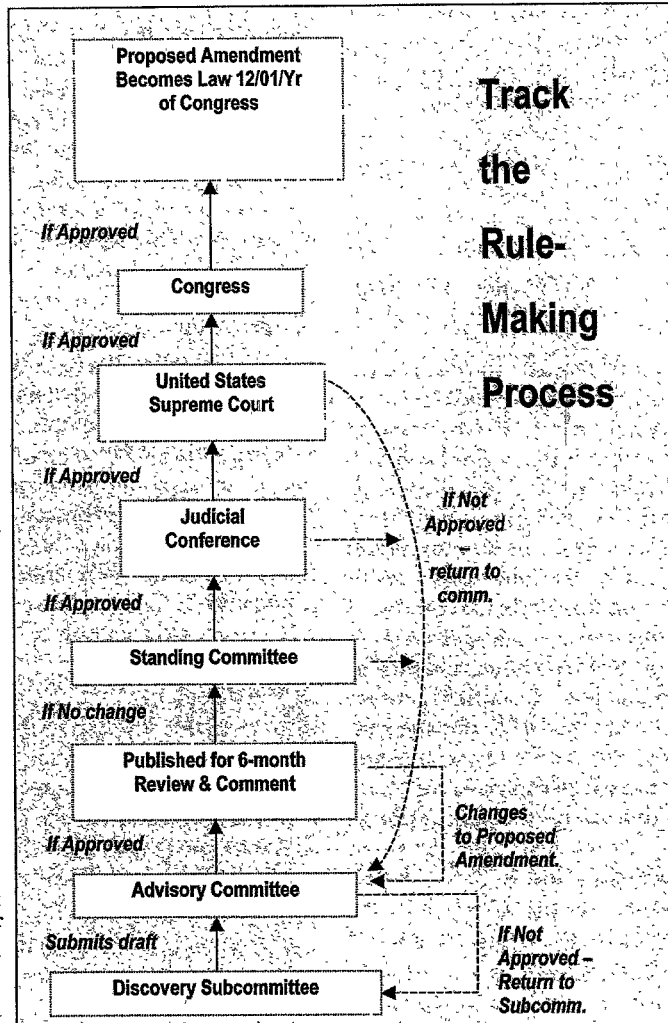 Track
the
Rule-
Making
Process
Proposed Amendment
Becomes Law 12/01/Yr
of Congress
If Approved
Congress
If Approved
United States
Supreme Court
If Approved
Judicial
Conference
If Not
Approved
–
return to
comm.
If Approved
Standing Committee
If No change
Published for 6-month
Review & Comment
Changes
to Proposed
Amendment.
If Approved
Advisory Committee
Submits draft
If Not
Approved –
Return to
Subcomm.
Discovery Subcommittee